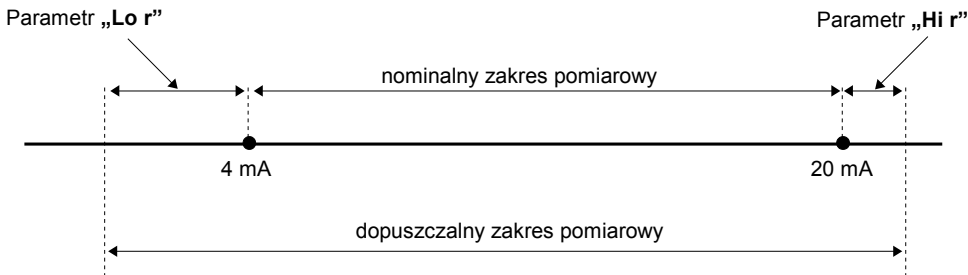 Parametr „Lo r”
Parametr „Hi r”
nominalny zakres pomiarowy
4 mA
20 mA
dopuszczalny zakres pomiarowy